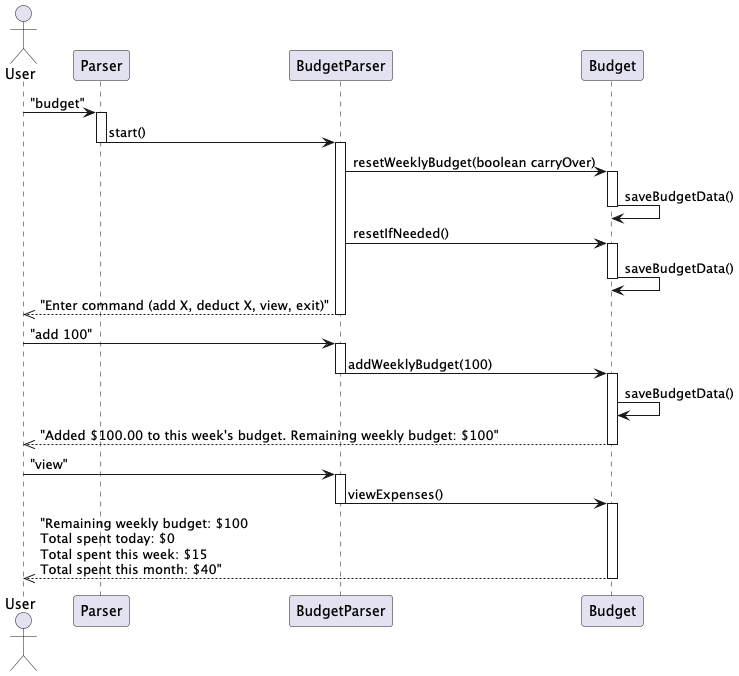 User
Parser
BudgetParser
Budget
"budget"
start()
resetWeeklyBudget(boolean carryOver)
saveBudgetData()
resetIfNeeded()
saveBudgetData()
"Enter command (add X, deduct X, view, exit)"
"add 100"
addWeeklyBudget(100)
saveBudgetData()
"Added $100.00 to this week's budget. Remaining weekly budget: $100"
"view"
viewExpenses()
"Remaining weekly budget: $100
Total spent today: $0
Total spent this week: $15
Total spent this month: $40"
User
Parser
BudgetParser
Budget